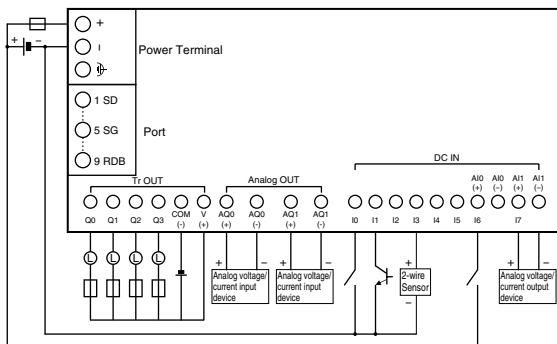 +
+ −
−
Power Terminal
1 SD
5 SG
Port
9 RDB
DC IN
Tr OUT
Analog OUT
AI0 (+)
AI0 (−)
AI1 (+)
AI1 (−)
Q0
Q1
Q2
Q3
COM (-)
V (+)
AQ0 (+)
AQ0 (-)
AQ1 (+)
AQ1 (-)
I0
I1
I2
I3
I4
I5
I6
I7
L
L
L
L
+ −
Analog voltage/
current input
device
+ −
Analog voltage/
current input
device
+
2-wire
Sensor
−
+ −
Analog voltage/
current output
device